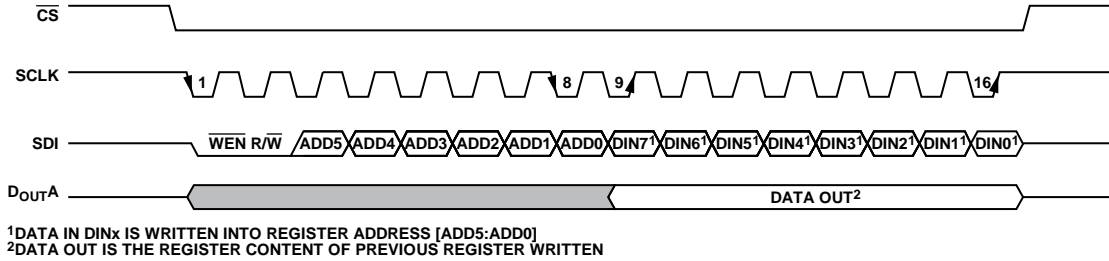 CS
SCLK 1 8 9 16
SDI WEN R/W ADD5 ADD4 ADD3 ADD2 ADD1 ADD0 DIN7¹ DIN6¹ DIN5¹ DIN4¹ DIN3¹ DIN2¹ DIN1¹ DIN0¹
DOUTA DATA OUT²
¹DATA IN DINx IS WRITTEN INTO REGISTER ADDRESS [ADD5:ADD0]
²DATA OUT IS THE REGISTER CONTENT OF PREVIOUS REGISTER WRITTEN